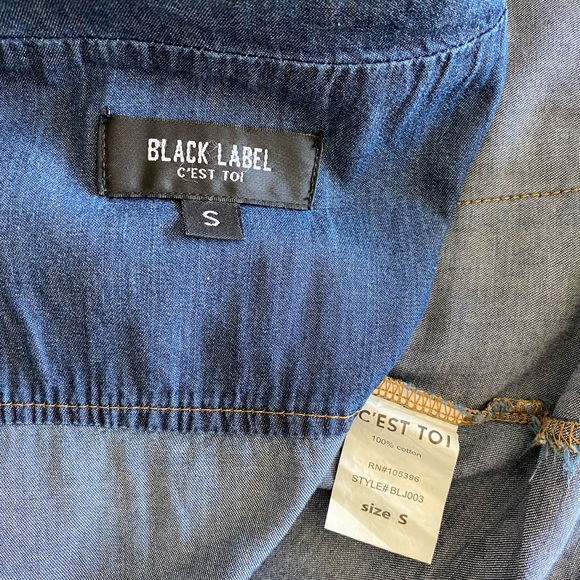 BLACK LABEL
C'EST TOI
S
C'EST TOI
100% cotton
RN#105396
STYLE# BLJ003
size S